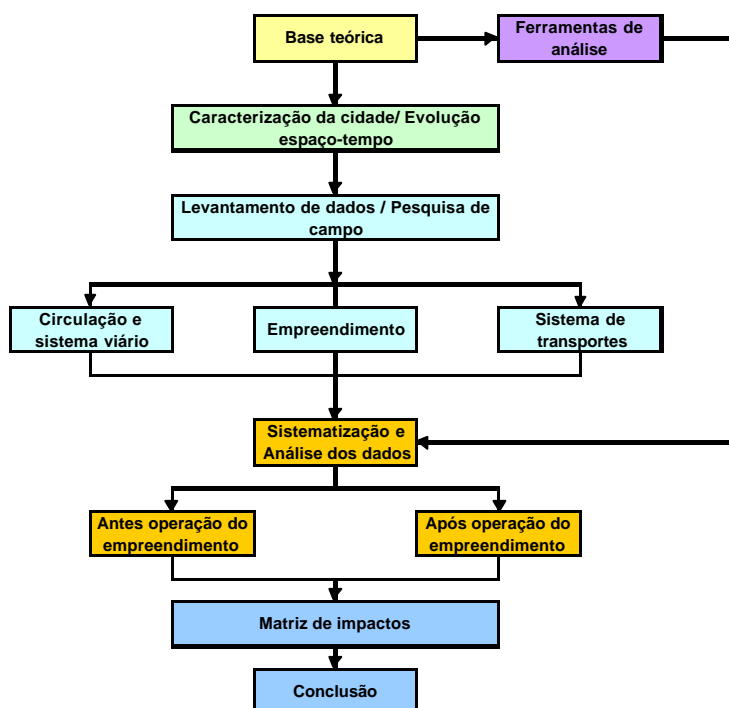 Base teórica
Ferramentas de
análise
Caracterização da cidade/ Evolução
espaço-tempo
Levantamento de dados / Pesquisa de
campo
Circulação e
sistema viário
Empreendimento
Sistema de
transportes
Sistematização e
Análise dos dados
Antes operação do
empreendimento
Após operação do
empreendimento
Matriz de impactos
Conclusão